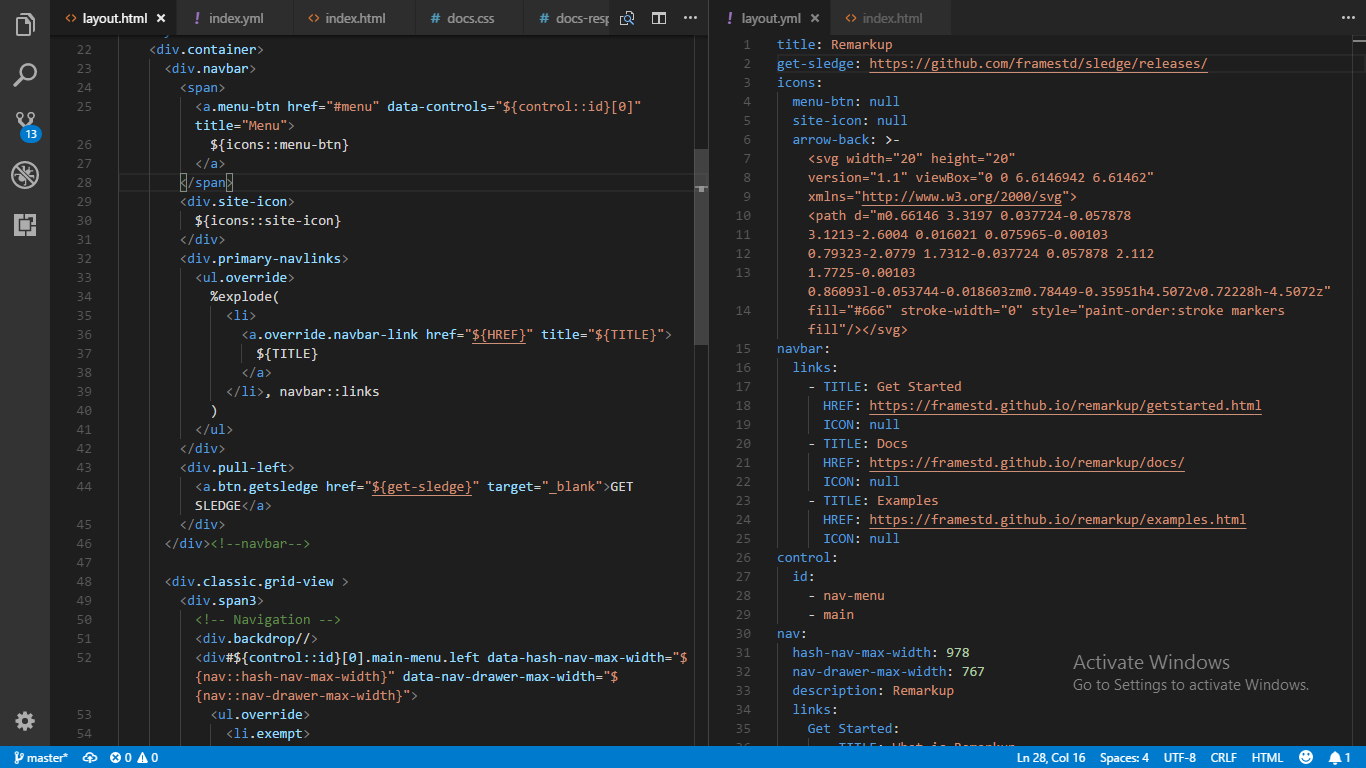 layout.html
index.yml
index.html
docs.css
docs-resp
22 <div.container>
23 <div.navbar>
24 <span>
25 <a.menu-btn href="#menu" data-controls="${control::id}[0]"
title="Menu">
26 ${icons::menu-btn}
27 </a>
28 </span>
29 <div.site-icon>
30 ${icons::site-icon}
31 </div>
32 <div.primary-navlinks>
33 <ul.override>
34 %explode(
35 <li>
36 <a.override.navbar-link href="${HREF}" title="${TITLE}">
37 ${TITLE}
38 </a>
39 </li>, navbar::links
40 )
41 </ul>
42 </div>
43 <div.pull-left>
44 <a.btn.getsledge href="${get-sledge}" target="_blank">GET
SLEDGE</a>
45 </div>
46 </div><!--navbar-->
47
48 <div.classic.grid-view >
49 <div.span3>
50 <!-- Navigation -->
51 <div.backdrop//>
52 <div#${control::id}[0].main-menu.left data-hash-nav-max-width="$
{nav::hash-nav-max-width}" data-nav-drawer-max-width="$
{nav::nav-drawer-max-width}">
53 <ul.override>
54 <li.exempt>
layout.yml
index.html
1 title: Remarkup
2 get-sledge: https://github.com/framestd/sledge/releases/
3 icons:
4 menu-btn: null
5 site-icon: null
6 arrow-back: >-
7 <svg width="20" height="20"
8 version="1.1" viewBox="0 0 6.6146942 6.61462"
9 xmlns="http://www.w3.org/2000/svg">
10 <path d="m0.66146 3.3197 0.037724-0.057878
11 3.1213-2.6004 0.016021 0.075965-0.00103
12 0.79323-2.0779 1.7312-0.037724 0.057878 2.112
13 1.7725-0.00103
0.86093l-0.053744-0.018603zm0.78449-0.35951h4.5072v0.72228h-4.5072z"
14 fill="#666" stroke-width="0" style="paint-order:stroke markers
fill"/></svg>
15 navbar:
16 links:
17 - TITLE: Get Started
18 HREF: https://framestd.github.io/remarkup/getstarted.html
19 ICON: null
20 - TITLE: Docs
21 HREF: https://framestd.github.io/remarkup/docs/
22 ICON: null
23 - TITLE: Examples
24 HREF: https://framestd.github.io/remarkup/examples.html
25 ICON: null
26 control:
27 id:
28 - nav-menu
29 - main
30 nav:
31 hash-nav-max-width: 978
32 nav-drawer-max-width: 767
33 description: Remarkup
34 links:
35 Get Started:
Activate Windows
Go to Settings to activate Windows.
13
master*
0 0
Ln 28, Col 16
Spaces: 4
UTF-8
CRLF
HTML
1